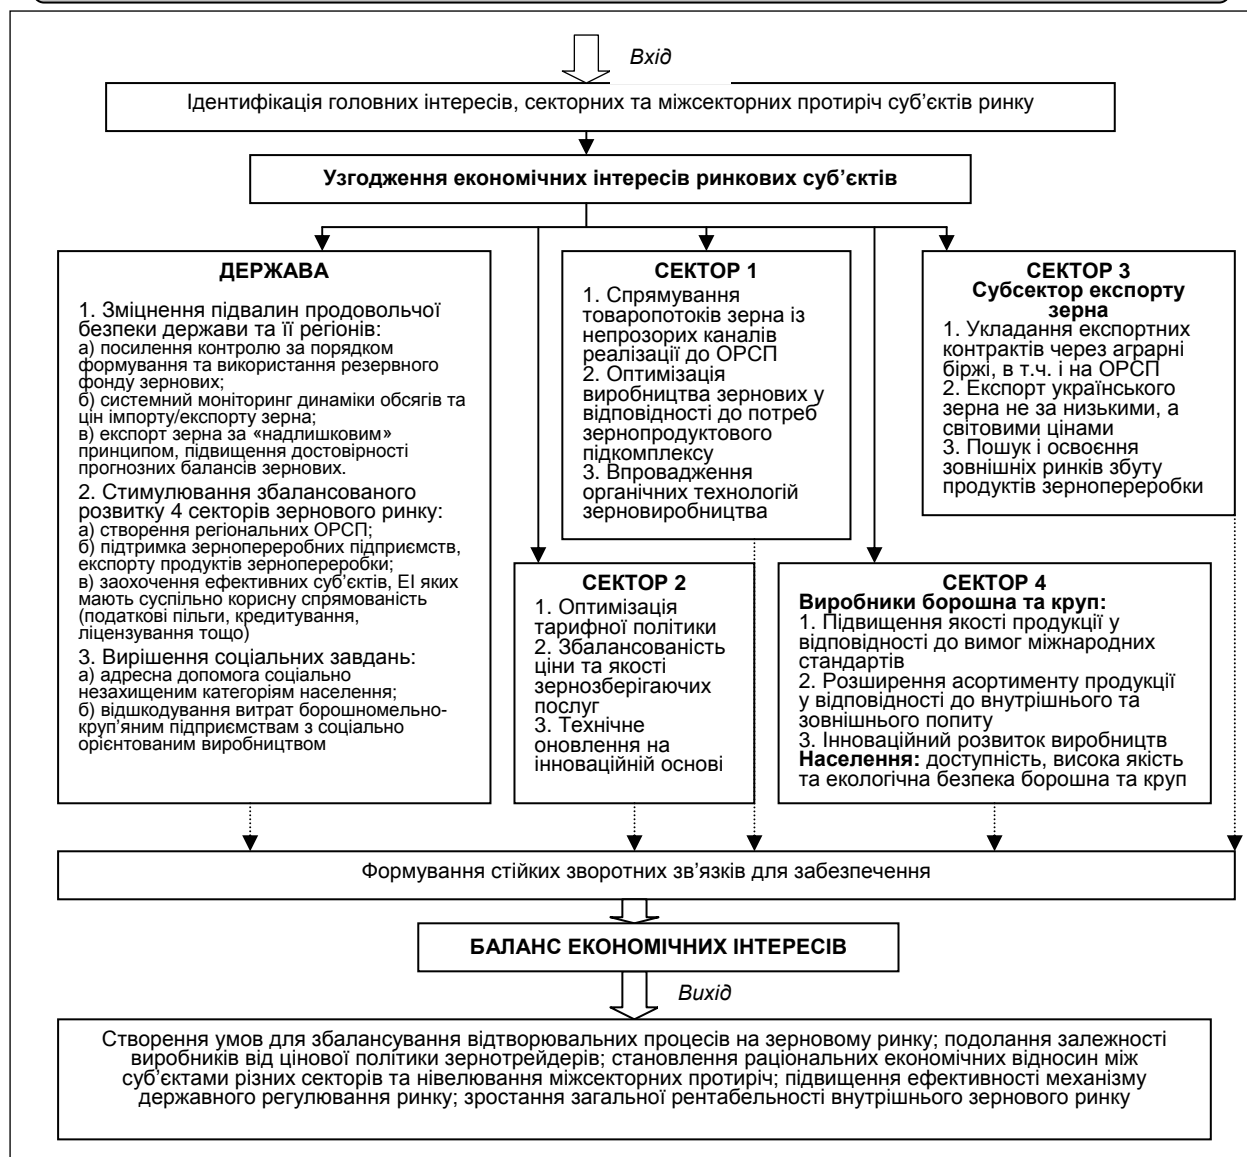 Вхід
Ідентифікація головних інтересів, секторних та міжсекторних протиріч суб’єктів ринку
Узгодження економічних інтересів ринкових суб’єктів
ДЕРЖАВА
1. Зміцнення підвалин продовольчої
безпеки держави та її регіонів:
а) посилення контролю за порядком
формування та використання резервного
фонду зернових;
б) системний моніторинг динаміки обсягів та
цін імпорту/експорту зерна;
в) експорт зерна за «надлишковим»
принципом, підвищення достовірності
прогнозних балансів зернових.
2. Стимулювання збалансованого
розвитку 4 секторів зернового ринку:
а) створення регіональних ОРСП;
б) підтримка зернопереробних підприємств,
експорту продуктів зернопереробки;
в) заохочення ефективних суб’єктів, ЕІ яких
мають суспільно корисну спрямованість
(податкові пільги, кредитування,
ліцензування тощо)
3. Вирішення соціальних завдань:
а) адресна допомога соціально
незахищеним категоріям населення;
б) відшкодування витрат борошномельно-
круп’яним підприємствам з соціально
орієнтованим виробництвом
СЕКТОР 1
1. Спрямування
товаропотоків зерна із
непрозорих каналів
реалізації до ОРСП
2. Оптимізація
виробництва зернових у
відповідності до потреб
зернопродуктового
підкомплексу
3. Впровадження
органічних технологій
зерновиробництва
СЕКТОР 3
Субсектор експорту
зерна
1. Укладання експортних
контрактів через аграрні
біржі, в т.ч. і на ОРСП
2. Експорт українського
зерна не за низькими, а
світовими цінами
3. Пошук і освоєння
зовнішніх ринків збуту
продуктів зернопереробки
СЕКТОР 2
1. Оптимізація
тарифної політики
2. Збалансованість
ціни та якості
зернозберігаючих
послуг
3. Технічне
оновлення на
інноваційній основі
СЕКТОР 4
Виробники борошна та круп:
1. Підвищення якості продукції у
відповідності до вимог міжнародних
стандартів
2. Розширення асортименту продукції
у відповідності до внутрішнього та
зовнішнього попиту
3. Інноваційний розвиток виробництв
Населення: доступність, висока якість
та екологічна безпека борошна та круп
Формування стійких зворотних зв’язків для забезпечення
БАЛАНС ЕКОНОМІЧНИХ ІНТЕРЕСІВ
Вихід
Створення умов для збалансування відтворювальних процесів на зерновому ринку; подолання залежності
виробників від цінової політики зернотрейдерів; становлення раціональних економічних відносин між
суб’єктами різних секторів та нівелювання міжсекторних протиріч; підвищення ефективності механізму
державного регулювання ринку; зростання загальної рентабельності внутрішнього зернового ринку